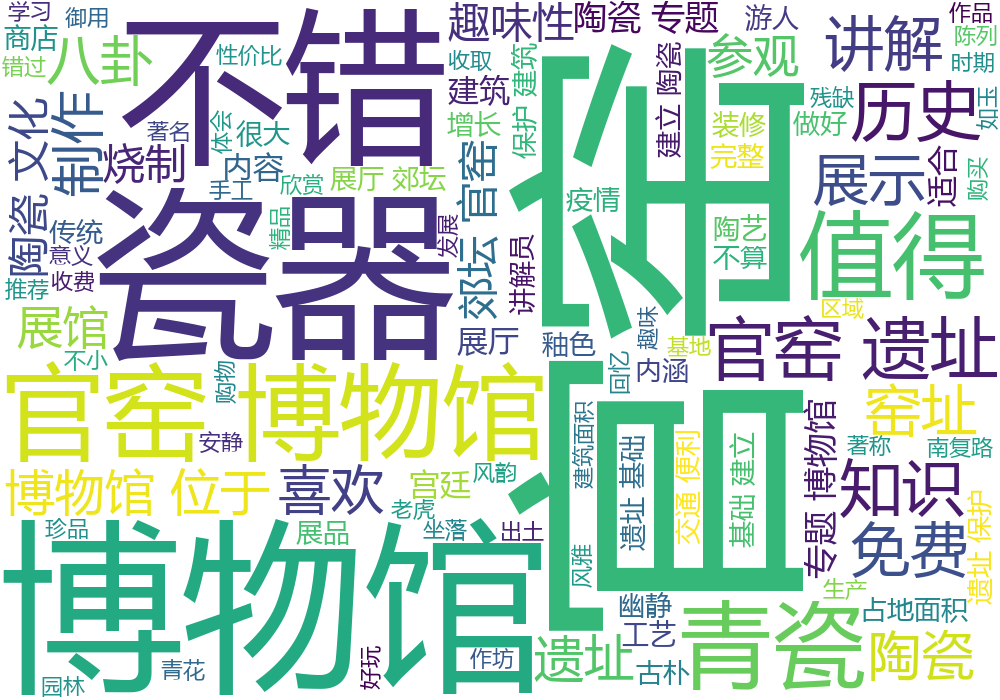 学习
御用
商店
错过
八卦
不错
性价比
趣味性
收取
陶瓷 专题
游人
讲解
作品
陈列
时期
参观
建筑
保护 建筑
建立 陶瓷
残缺
历史
如玉
文化
制作
著名
体会
很大
增长
装修
做好
烧制
内容
完整
展示
适合
购买
手工
欣赏
展厅 郊坛
官窑
疫情
官窑
陶瓷
传统
精品
瓷器
发展
陶艺
值得
意义
收费
郊坛
讲解员
不算
推荐
展馆
区域
不小
展厅
釉色
趣味
基地
官窑 遗址
购物
回忆
内涵
官窑 博物馆
窑址
安静
建筑面积
遗址 基础
交通 便利
基础 建立
专题 博物馆
著称
南复路
博物馆 位于
喜欢
宫廷
风韵
知识
老虎
珍品
展品
坐落
出土
遗址 保护
博物馆
风雅
免费
生产
幽静
占地面积
工艺
青瓷
陶瓷
园林
青花
好玩
作坊
遗址
古朴